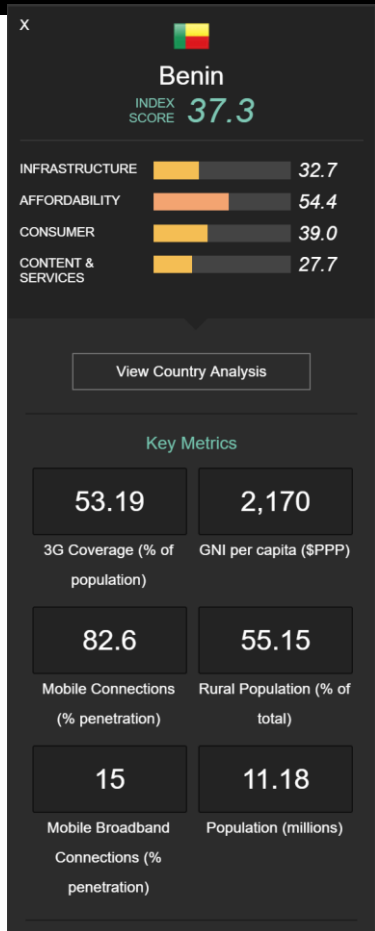 x
Benin
INDEX
SCORE 37.3
INFRASTRUCTURE 32.7
AFFORDABILITY 54.4
CONSUMER 39.0
CONTENT &
SERVICES 27.7
View Country Analysis
Key Metrics
53.19 2,170
3G Coverage (% of GNI per capita ($PPP)
population)
82.6 55.15
Mobile Connections Rural Population (% of
(% penetration) total)
15 11.18
Mobile Broadband Population (millions)
Connections (%
penetration)